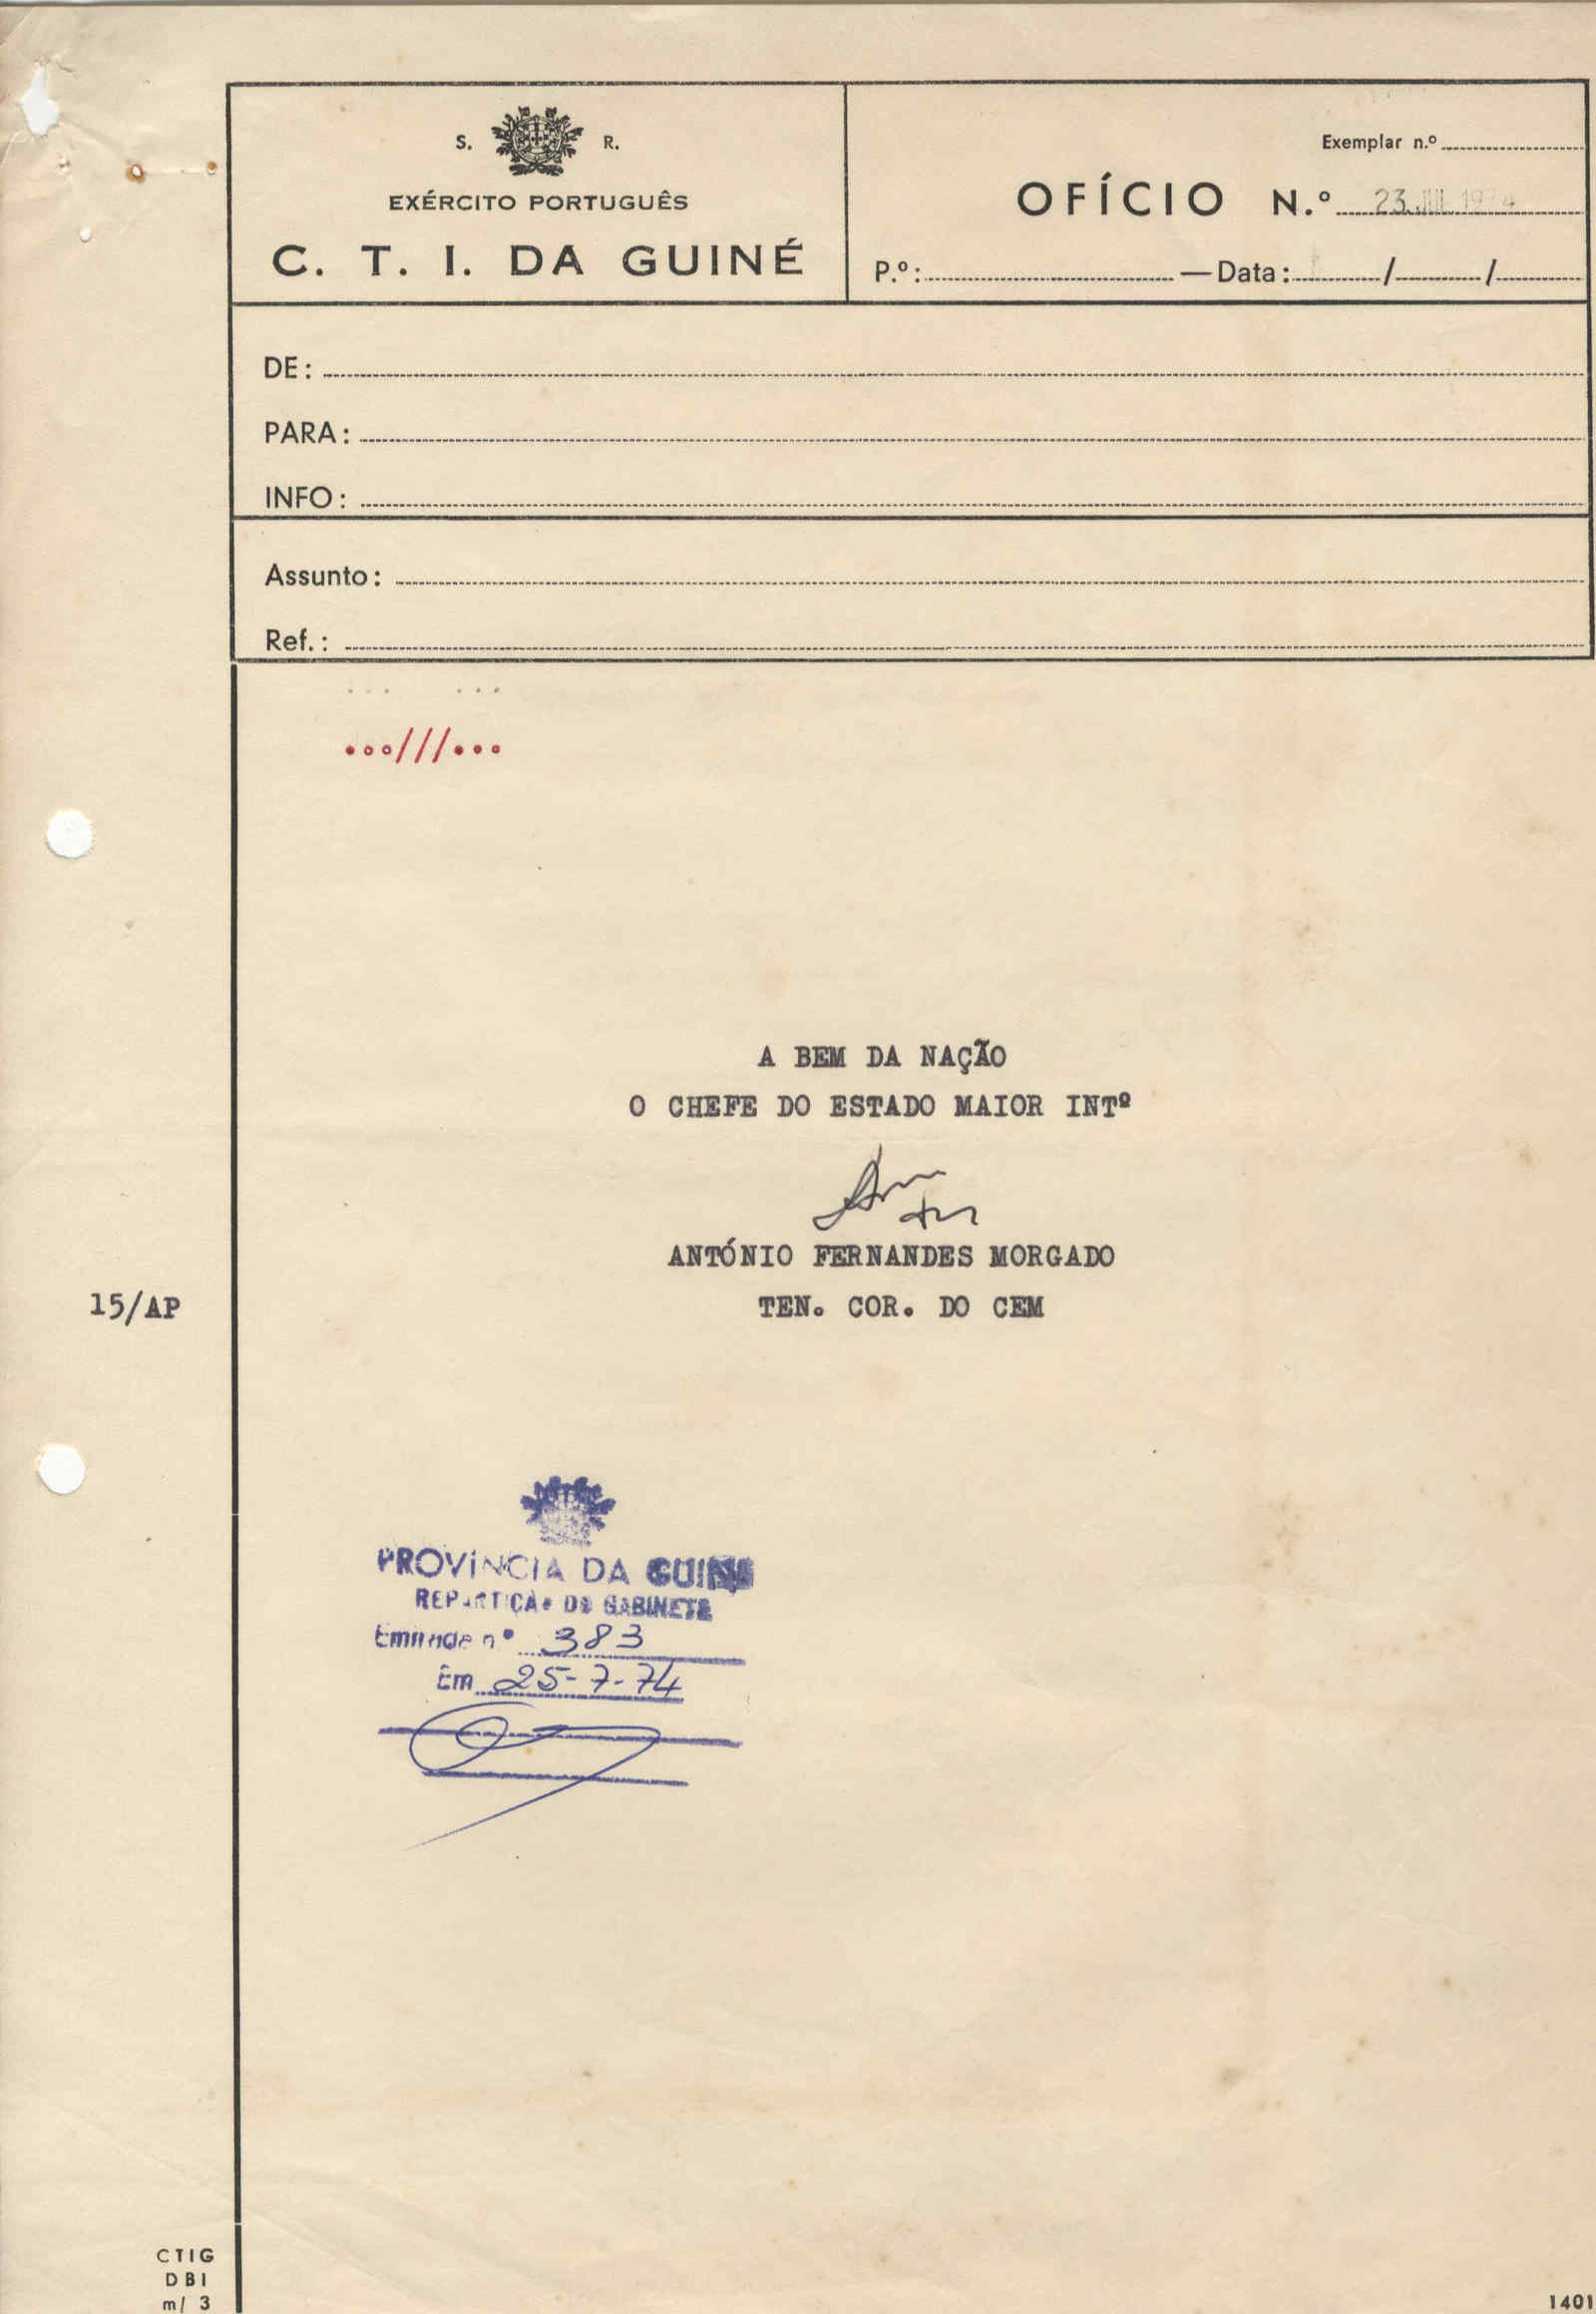 S. R.
EXÉRCITO PORTUGUÊS
C. T. I. DA GUINÉ
Exemplar n.º
OFÍCIO N.º 23 JUL 1974
P.º: — Data: / /
DE:
PARA:
INFO:
Assunto:
Ref.:
...///...
A BEM DA NAÇÃO
O CHEFE DO ESTADO MAIOR INTº
ANTÓNIO FERNANDES MORGADO
15/AP
TEN. COR. DO CEM
PROVÍNCIA DA GUINÉ
REPARTIÇÃO DO GABINETE
n.º 383
Em 25-7-74
CTIG
DBI
m/ 3
1401